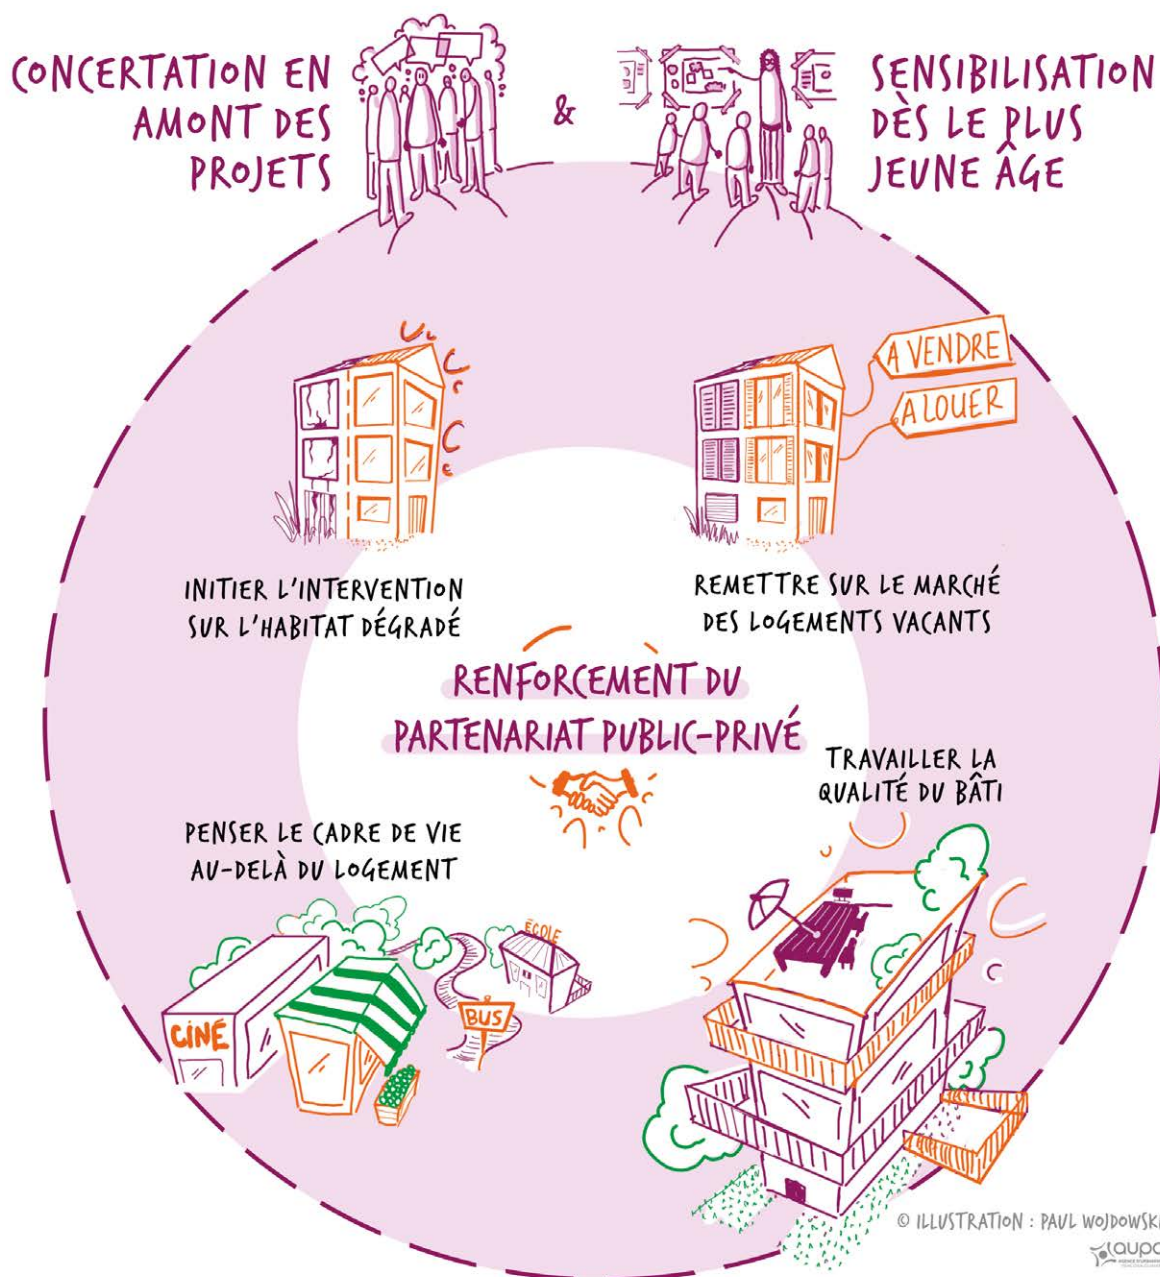 CONCERTATION EN
AMONT DES
PROJETS
&
SENSIBILISATION
DÈS LE PLUS
JEUNE ÂGE
A VENDRE
A LOUER
INITIER L'INTERVENTION
SUR L'HABITAT DÉGRADÉ
REMETTRE SUR LE MARCHÉ
DES LOGEMENTS VACANTS
RENFORCEMENT DU
PARTENARIAT PUBLIC-PRIVÉ
TRAVAILLER LA
QUALITÉ DU BÂTI
PENSER LE CADRE DE VIE
AU-DELÀ DU LOGEMENT
ÉCOLE
CINÉ
BUS
© ILLUSTRATION : PAUL WOJDOWSKI